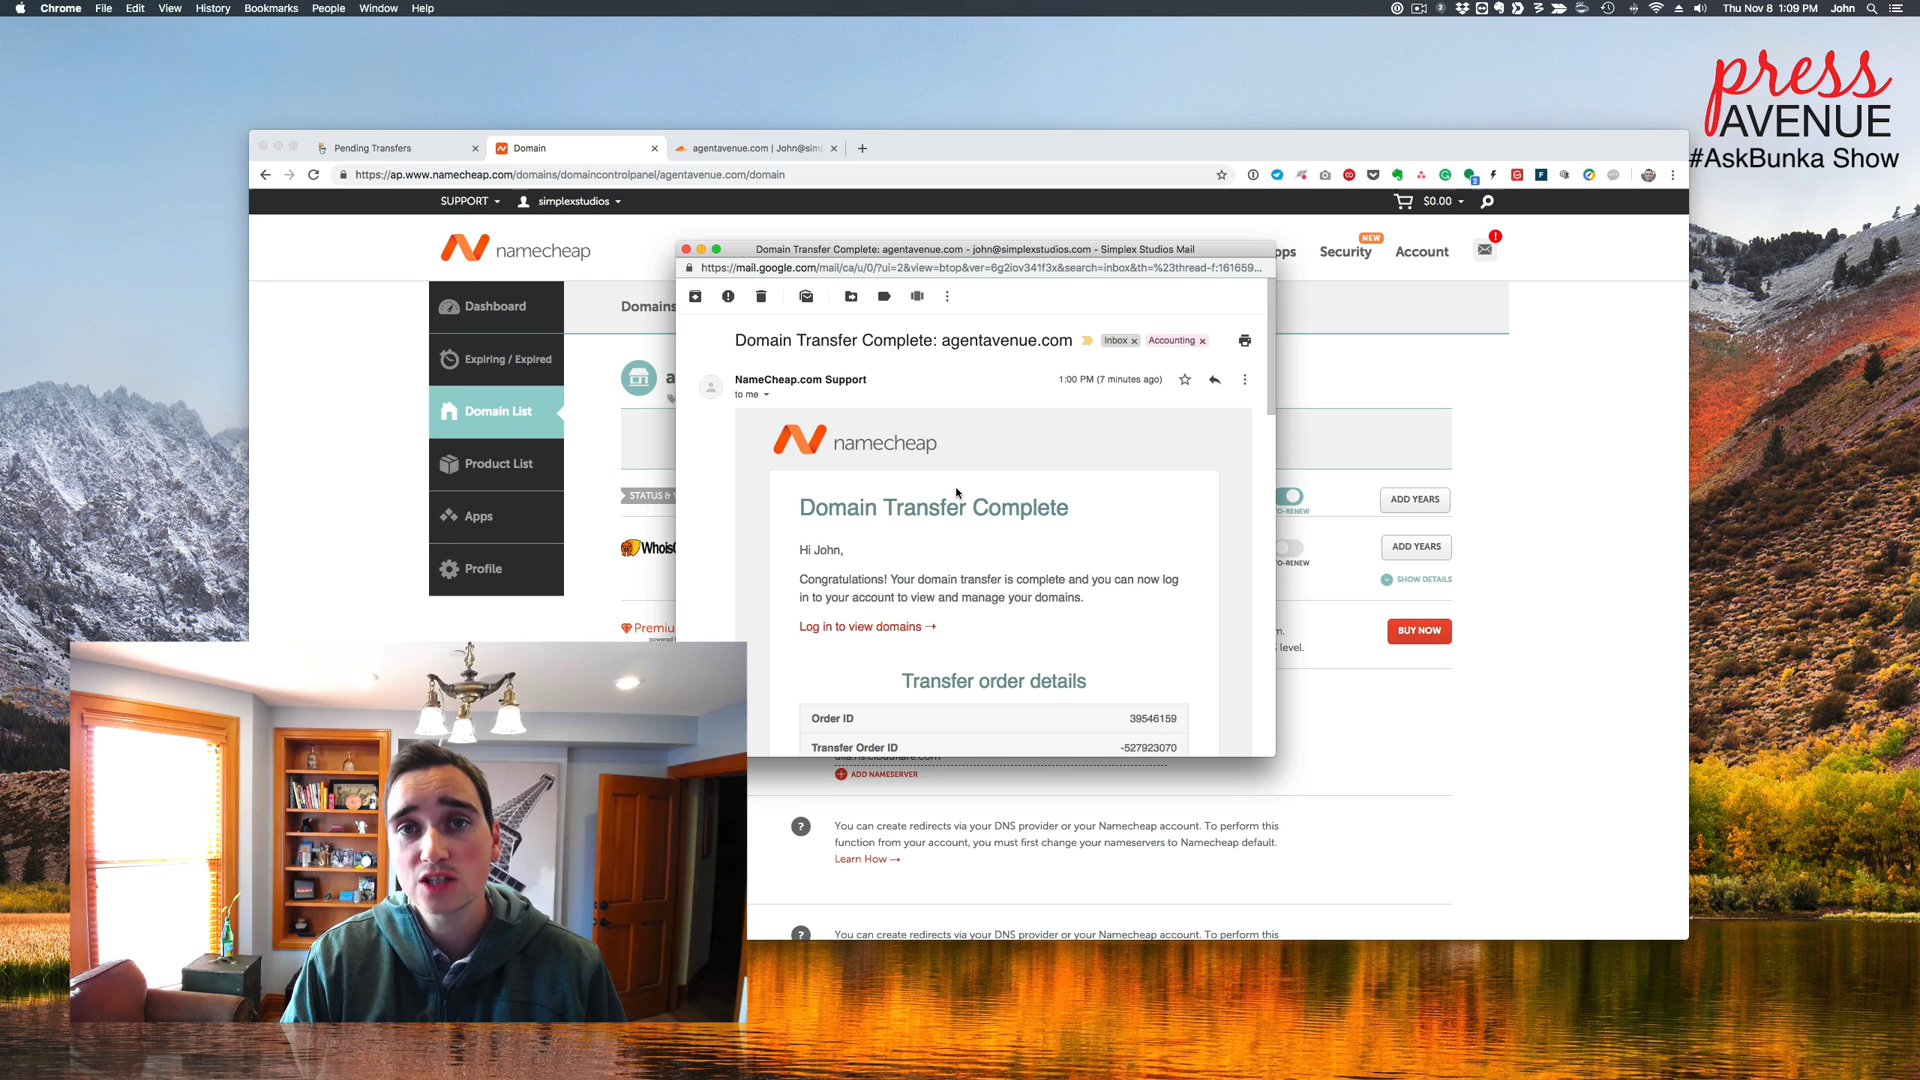 Chrome File Edit View History Bookmarks People Window Help
2
Thu Nov 8 1:09 PM John
press
AVENUE
#AskBunka Show
Pending Transfers
Domain
agentavenue.com | John@sim
https://ap.www.namecheap.com/domains/domaincontrolpanel/agentavenue.com/domain
SUPPORT
simplexstudios
$0.00
namecheap
pps
Security
NEW
Account
Dashboard
Expiring / Expired
Domain List
Product List
Apps
Profile
Domains
a
STATUS &
Premiu
Domain Transfer Complete: agentavenue.com - john@simplexstudios.com - Simplex Studios Mail
https://mail.google.com/mail/ca/u/0/?ui=2&view=btop&ver=6g2iov341f3x&search=inbox&th=%23thread-f:161659...
Domain Transfer Complete: agentavenue.com
Inbox x
Accounting x
NameCheap.com Support
1:00 PM (7 minutes ago)
to me
namecheap
Domain Transfer Complete
Hi John,
Congratulations! Your domain transfer is complete and you can now log
in to your account to view and manage your domains.
Log in to view domains →
Transfer order details
Order ID 39546159
Transfer Order ID -527923070
O-RENEW
ADD YEARS
O-RENEW
ADD YEARS
SHOW DETAILS
m.
level.
BUY NOW
ADD NAMESERVER
You can create redirects via your DNS provider or your Namecheap account. To perform this
function from your account, you must first change your nameservers to Namecheap default.
Learn How →
You can create redirects via your DNS provider or your Namecheap account. To perform this